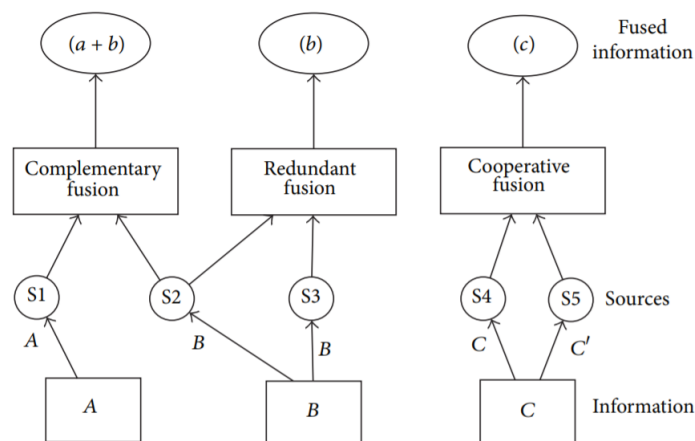 (a + b)
(b)
(c)
Fused
information
Complementary
fusion
Redundant
fusion
Cooperative
fusion
S1
S2
S3
S4
S5
Sources
A
B
B
C
C′
A
B
C
Information